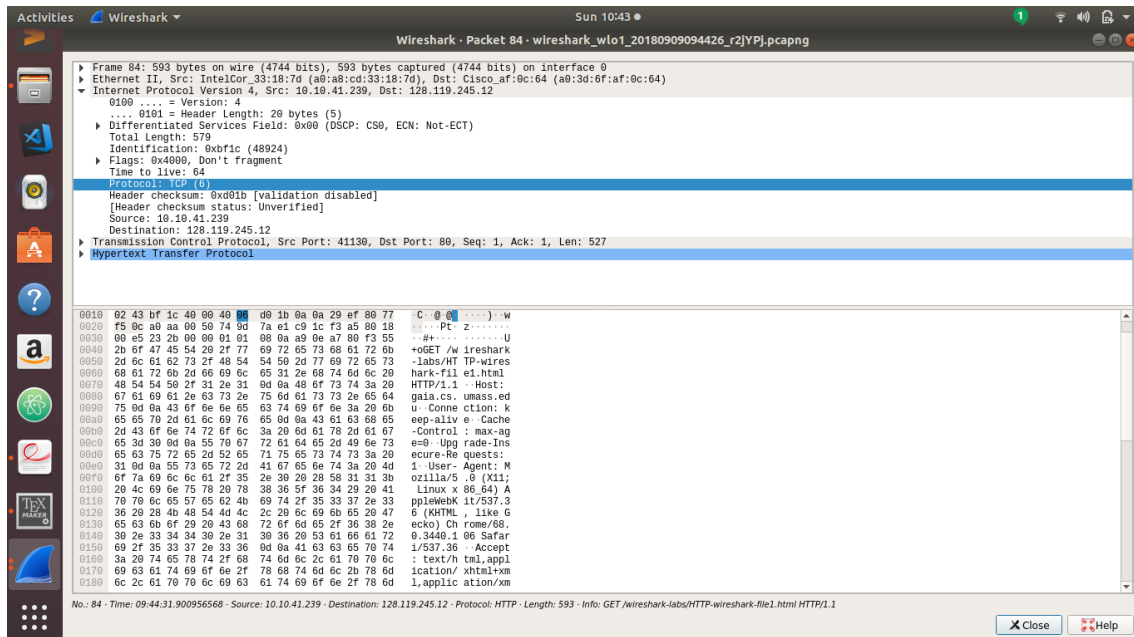 Activities Wireshark Sun 10:43 1
Wireshark · Packet 84 · wireshark_wlo1_20180909094426_r2jYPj.pcapng
Frame 84: 593 bytes on wire (4744 bits), 593 bytes captured (4744 bits) on interface 0
Ethernet II, Src: IntelCor_33:18:7d (a0:a8:cd:33:18:7d), Dst: Cisco_af:0c:64 (a0:3d:6f:af:0c:64)
Internet Protocol Version 4, Src: 10.10.41.239, Dst: 128.119.245.12
0100 .... = Version: 4
.... 0101 = Header Length: 20 bytes (5)
Differentiated Services Field: 0x00 (DSCP: CS0, ECN: Not-ECT)
Total Length: 579
Identification: 0xbf1c (48924)
Flags: 0x4000, Don't fragment
Time to live: 64
Protocol: TCP (6)
Header checksum: 0xd01b [validation disabled]
[Header checksum status: Unverified]
Source: 10.10.41.239
Destination: 128.119.245.12
Transmission Control Protocol, Src Port: 41130, Dst Port: 80, Seq: 1, Ack: 1, Len: 527
Hypertext Transfer Protocol
0010 02 43 bf 1c 40 00 40 06 d0 1b 0a 0a 29 ef 80 77 ·C··@·@· ····)··w
0020 f5 0c a0 aa 00 50 74 9d 7a e1 c9 1c f3 a5 80 18 ·····Pt· z·······
0030 00 e5 23 2b 00 00 01 01 08 0a a9 0e a7 80 f3 55 ··#+···· ·······U
0040 2b 6f 47 45 54 20 2f 77 69 72 65 73 68 61 72 6b +oGET /w ireshark
0050 2d 6c 61 62 73 2f 48 54 54 50 2d 77 69 72 65 73 -labs/HT TP-wires
0060 68 61 72 6b 2d 66 69 6c 65 31 2e 68 74 6d 6c 20 hark-fil e1.html
0070 48 54 54 50 2f 31 2e 31 0d 0a 48 6f 73 74 3a 20 HTTP/1.1 ··Host:
0080 67 61 69 61 2e 63 73 2e 75 6d 61 73 73 2e 65 64 gaia.cs. umass.ed
0090 75 0d 0a 43 6f 6e 6e 65 63 74 69 6f 6e 3a 20 6b u··Conne ction: k
00a0 65 65 70 2d 61 6c 69 76 65 0d 0a 43 61 63 68 65 eep-aliv e··Cache
00b0 2d 43 6f 6e 74 72 6f 6c 3a 20 6d 61 78 2d 61 67 -Control : max-ag
00c0 65 3d 30 0d 0a 55 70 67 72 61 64 65 2d 49 6e 73 e=0··Upg rade-Ins
00d0 65 63 75 72 65 2d 52 65 71 75 65 73 74 73 3a 20 ecure-Re quests:
00e0 31 0d 0a 55 73 65 72 2d 41 67 65 6e 74 3a 20 4d 1··User- Agent: M
00f0 6f 7a 69 6c 6c 61 2f 35 2e 30 20 28 58 31 31 3b ozilla/5 .0 (X11;
0100 20 4c 69 6e 75 78 20 78 38 36 5f 36 34 29 20 41 Linux x 86_64) A
0110 70 70 6c 65 57 65 62 4b 69 74 2f 35 33 37 2e 33 ppleWebK it/537.3
0120 36 20 28 4b 48 54 4d 4c 2c 20 6c 69 6b 65 20 47 6 (KHTML , like G
0130 65 63 6b 6f 29 20 43 68 72 6f 6d 65 2f 36 38 2e ecko) Ch rome/68.
0140 30 2e 33 34 34 30 2e 31 30 36 20 53 61 66 61 72 0.3440.1 06 Safar
0150 69 2f 35 33 37 2e 33 36 0d 0a 41 63 63 65 70 74 i/537.36 ··Accept
0160 3a 20 74 65 78 74 2f 68 74 6d 6c 2c 61 70 70 6c : text/h tml,appl
0170 69 63 61 74 69 6f 6e 2f 78 68 74 6d 6c 2b 78 6d ication/ xhtml+xm
0180 6c 2c 61 70 70 6c 69 63 61 74 69 6f 6e 2f 78 6d l,applic ation/xm
No.: 84 · Time: 09:44:31.900956568 · Source: 10.10.41.239 · Destination: 128.119.245.12 · Protocol: HTTP · Length: 593 · Info: GET /wireshark-labs/HTTP-wireshark-file1.html HTTP/1.1
Close Help
A
?
a
TEX
MAKER